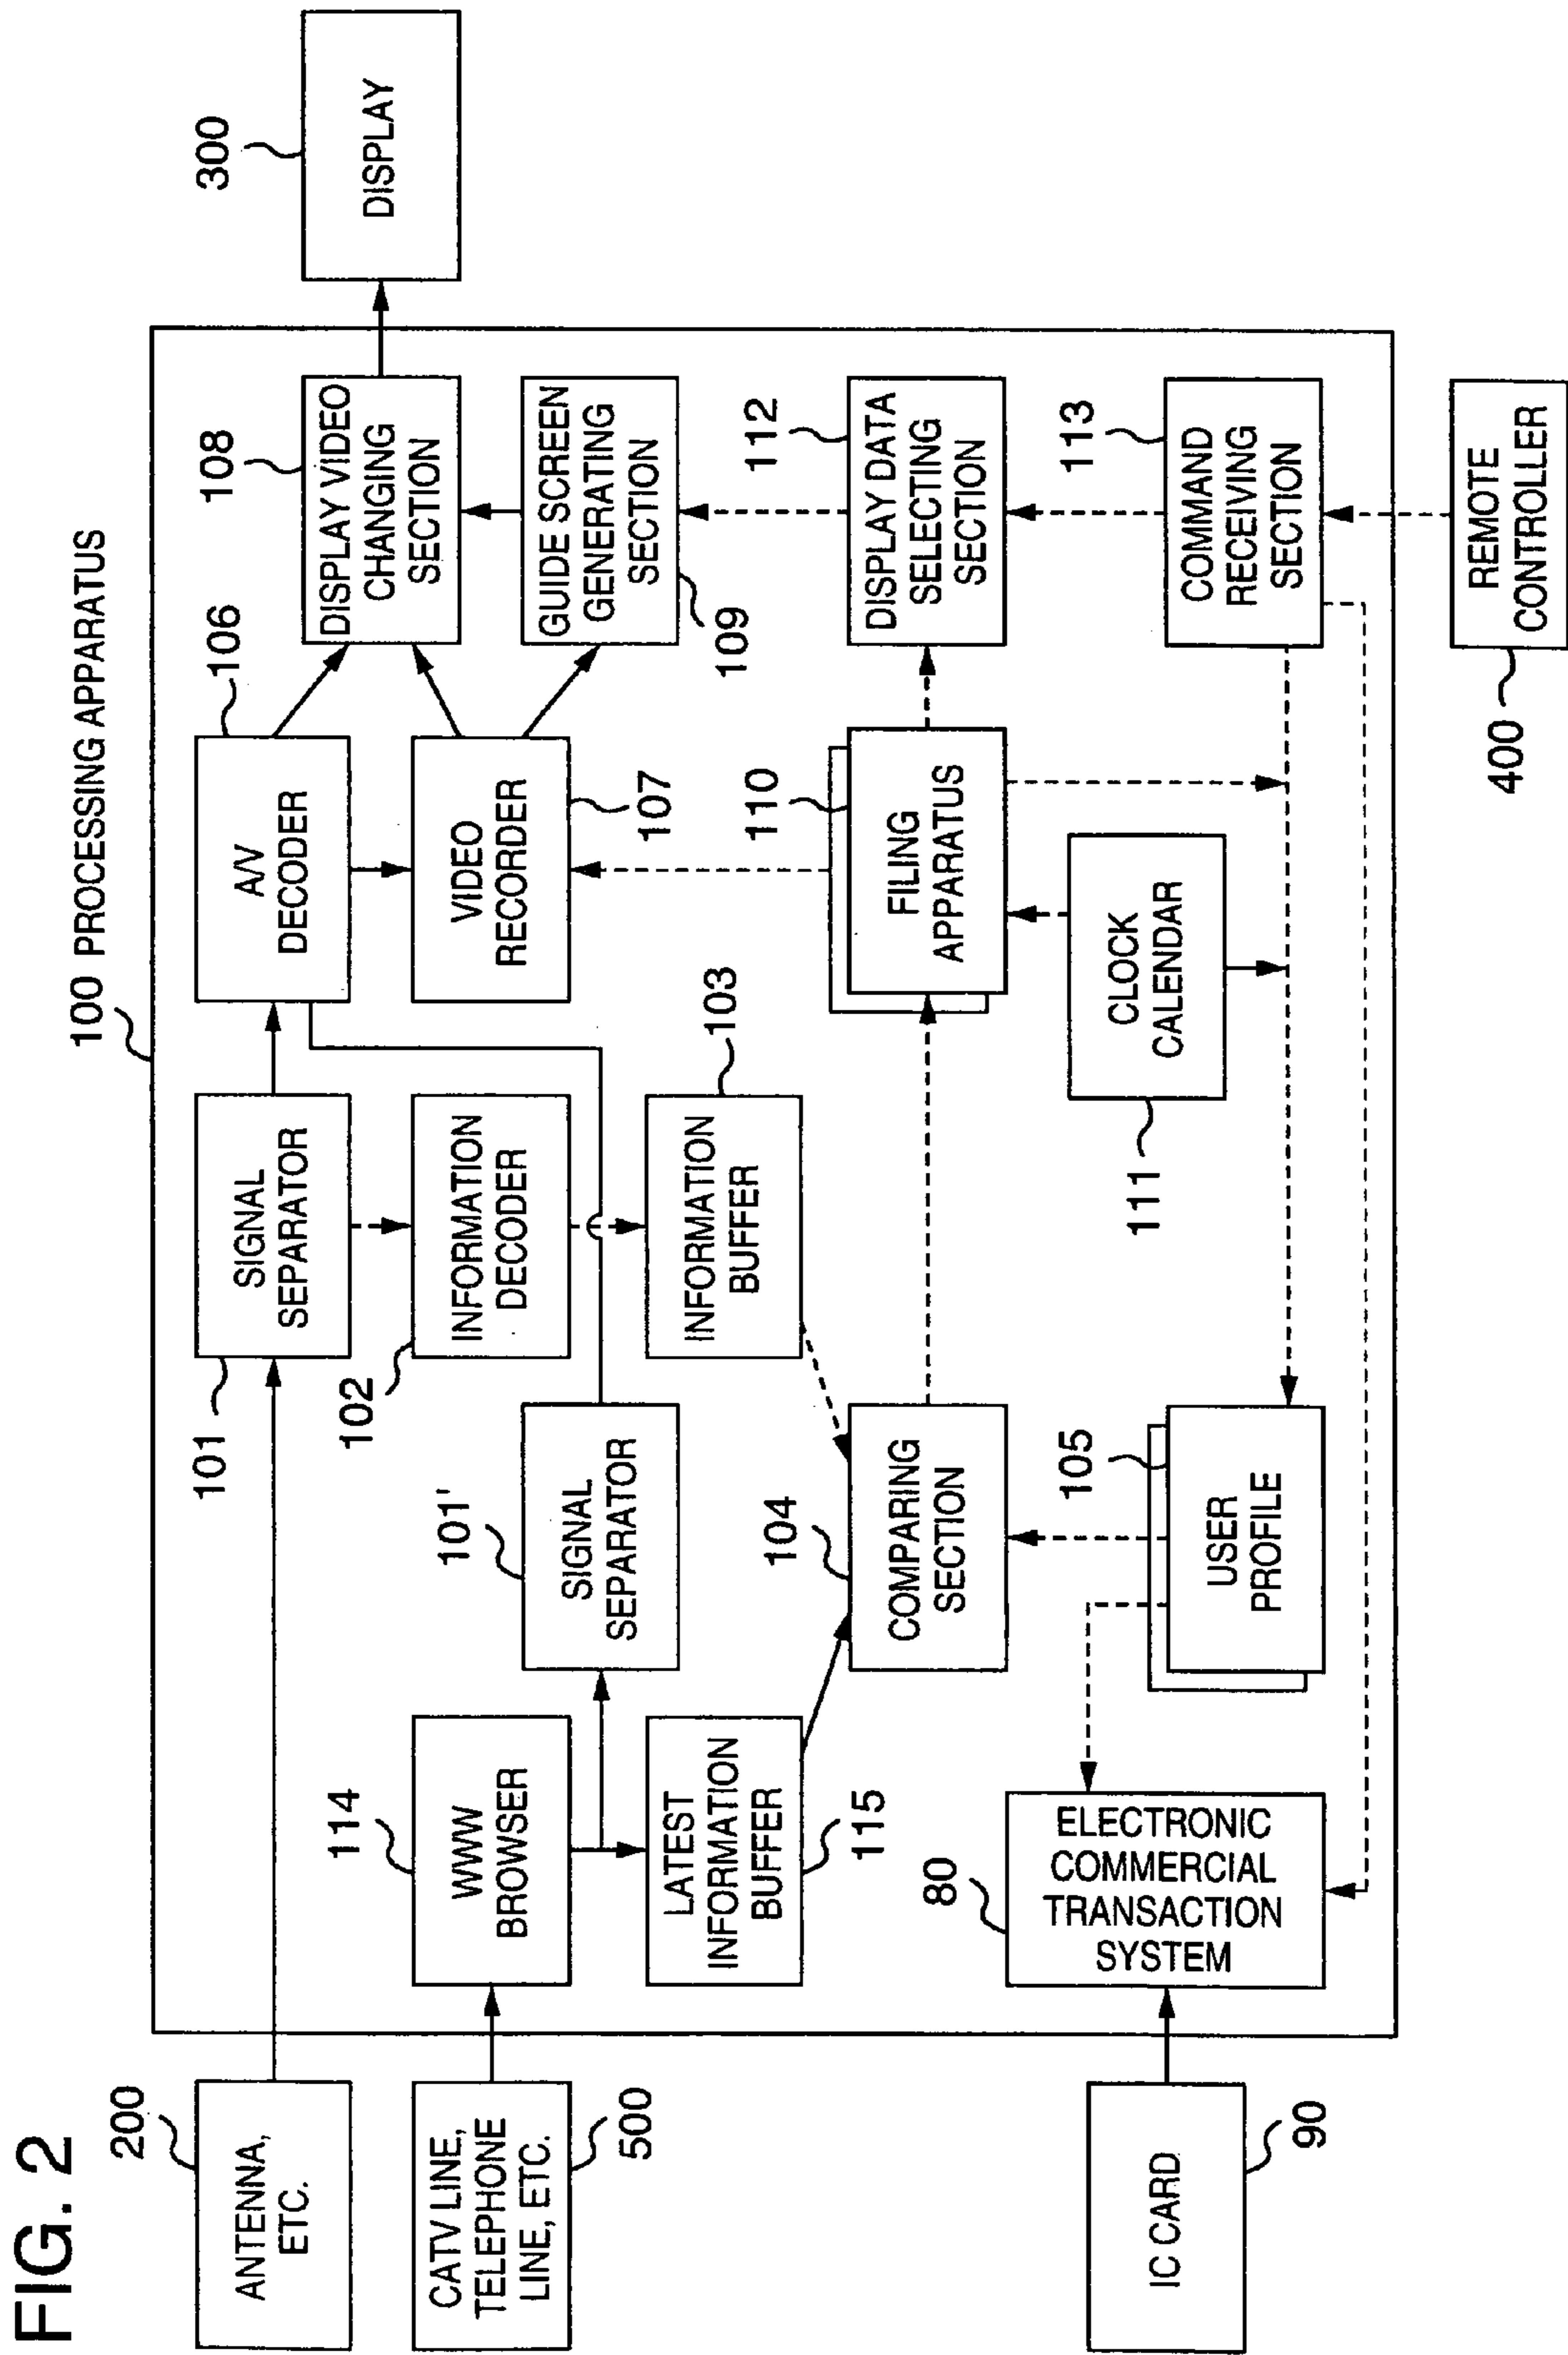 FIG. 2
100 PROCESSING APPARATUS
200
ANTENNA,
ETC.
101
SIGNAL
SEPARATOR
106
A/V
DECODER
108
DISPLAY VIDEO
CHANGING
SECTION
300
DISPLAY
CATV LINE,
TELEPHONE
LINE, ETC.
500
114
WWW
BROWSER
102
INFORMATION
DECODER
VIDEO
RECORDER
107
GUIDE SCREEN
GENERATING
SECTION
109
101'
SIGNAL
SEPARATOR
LATEST
INFORMATION
BUFFER
115
103
INFORMATION
BUFFER
104
COMPARING
SECTION
110
FILING
APPARATUS
112
DISPLAY DATA
SELECTING
SECTION
80
ELECTRONIC
COMMERCIAL
TRANSACTION
SYSTEM
105
USER
PROFILE
CLOCK
CALENDAR
111
113
COMMAND
RECEIVING
SECTION
IC CARD
90
REMOTE
CONTROLLER
400